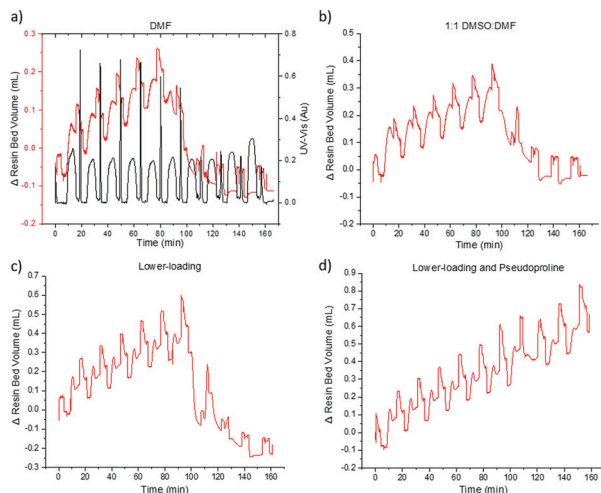 a)
DMF
Δ Resin Bed Volume (mL)
0.3
0.2
0.1
0.0
-0.1
-0.2
0.8
0.6
0.4
0.2
0.0
UV-Vis (Au)
0 20 40 60 80 100 120 140 160
Time (min)
b)
1:1 DMSO:DMF
Δ Resin Bed Volume (mL)
0.5
0.4
0.3
0.2
0.1
0.0
-0.1
-0.2
0 20 40 60 80 100 120 140 160
Time (min)
c)
Lower-loading
Δ Resin Bed Volume (mL)
0.7
0.6
0.5
0.4
0.3
0.2
0.1
0.0
-0.1
-0.2
-0.3
0 20 40 60 80 100 120 140 160
Time (min)
d)
Lower-loading and Pseudoproline
Δ Resin Bed Volume (mL)
0.9
0.8
0.7
0.6
0.5
0.4
0.3
0.2
0.1
0.0
-0.1
-0.2
0 20 40 60 80 100 120 140 160
Time (min)